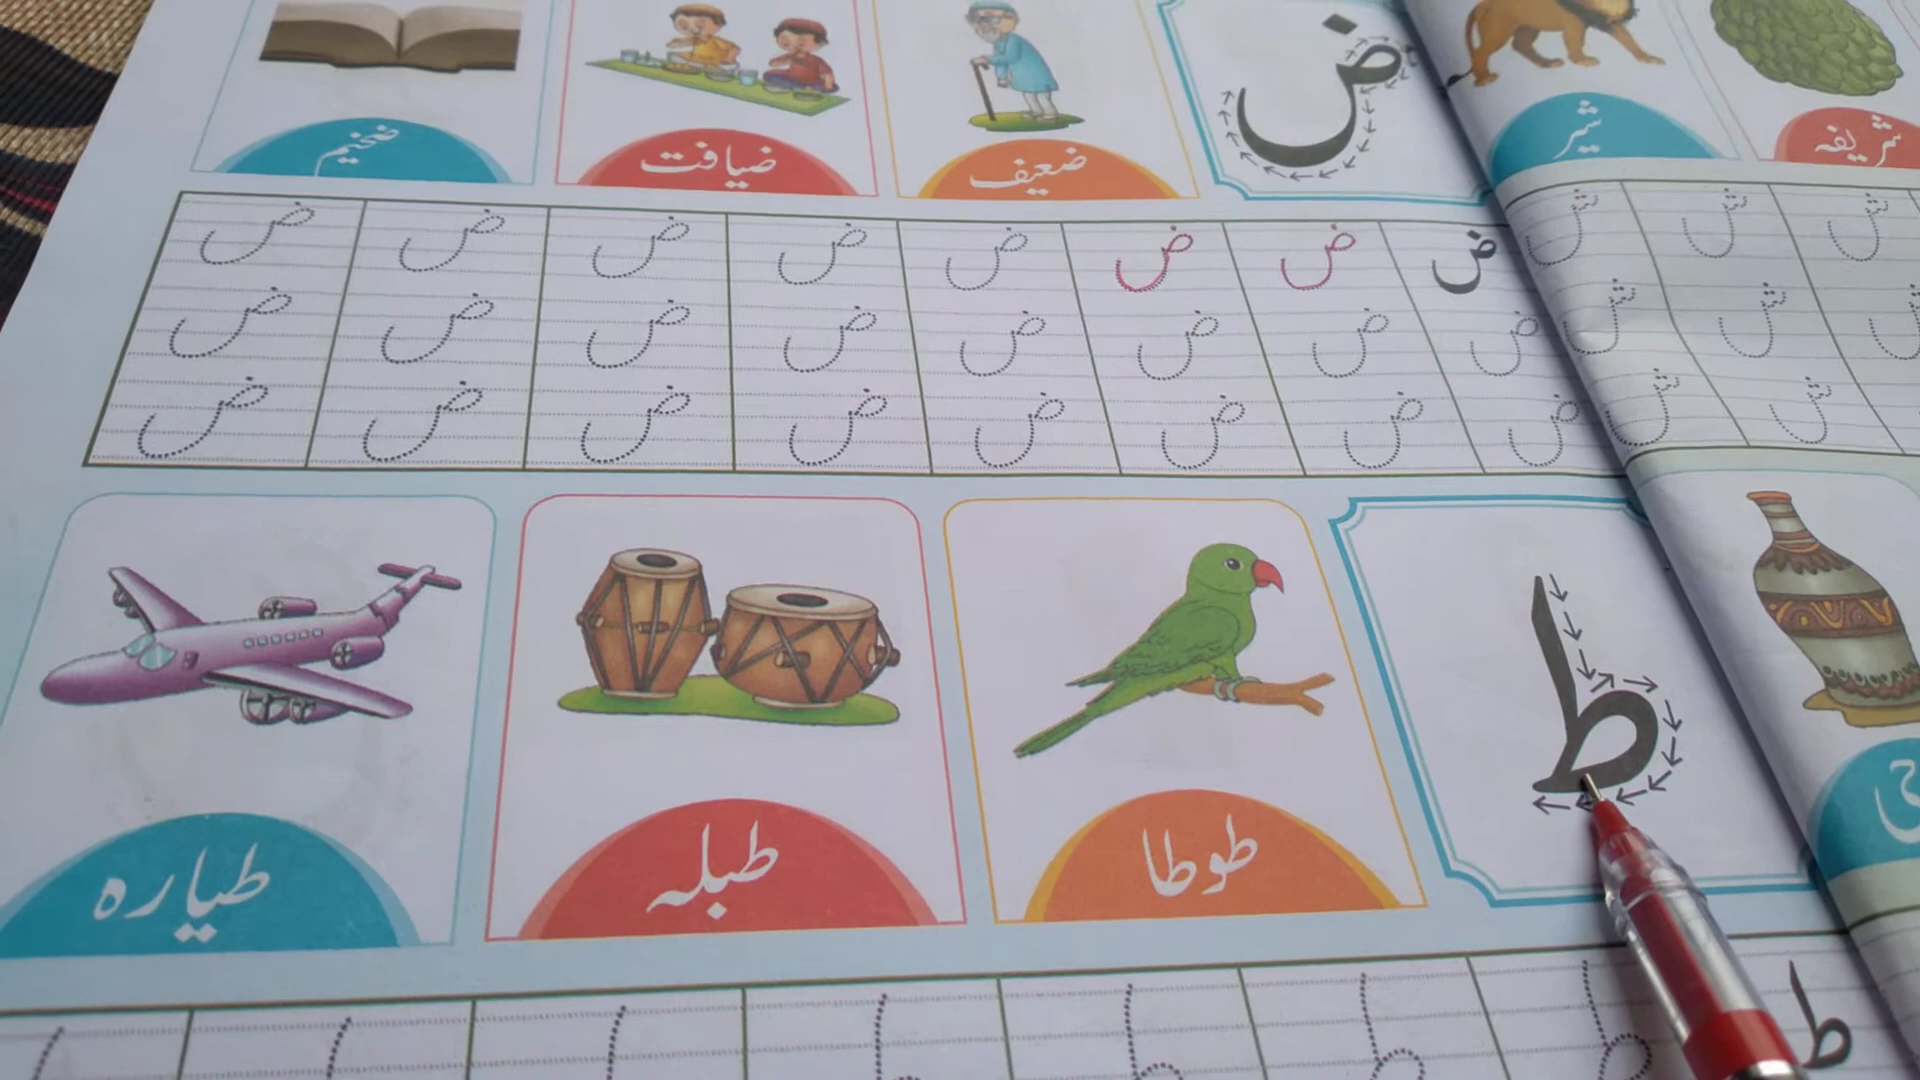 ض ضعیف ضیافت ضخیم
شیر شریفہ
ض ض ض ض ض ض ض ض
ض ض ض ض ض ض ض ض
ض ض ض ض ض ض ض ض
ش ش ش
ش ش ش
ش ش
ط طوطا طبلہ طیارہ
ط ط ط ط ط